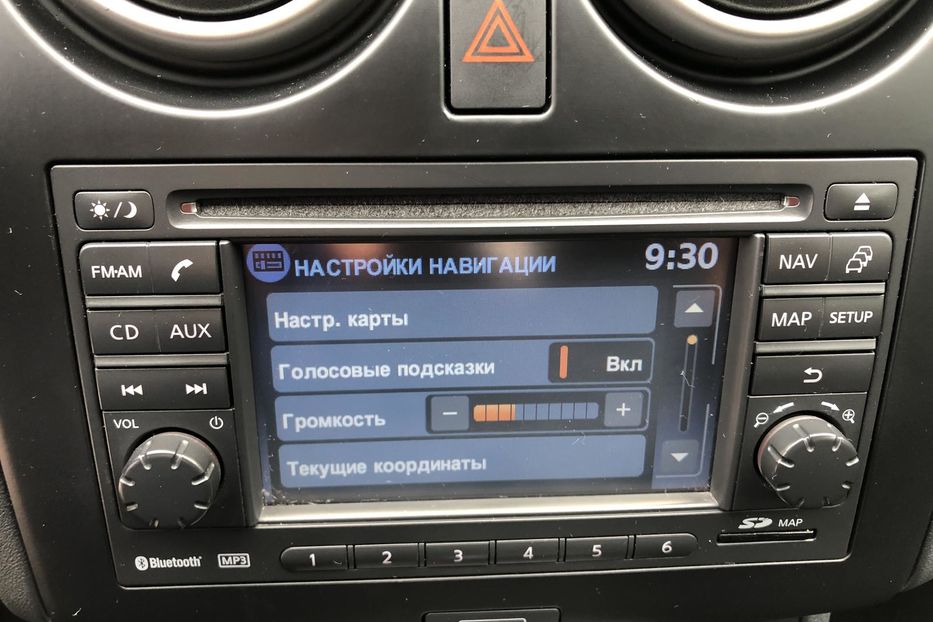 НАСТРОЙКИ НАВИГАЦИИ 9:30
FM·AM
NAV
Настр. карты
CD AUX
MAP SETUP
Голосовые подсказки Вкл
Громкость − +
Текущие координаты
VOL
SD MAP
Bluetooth MP3
1 2 3 4 5 6